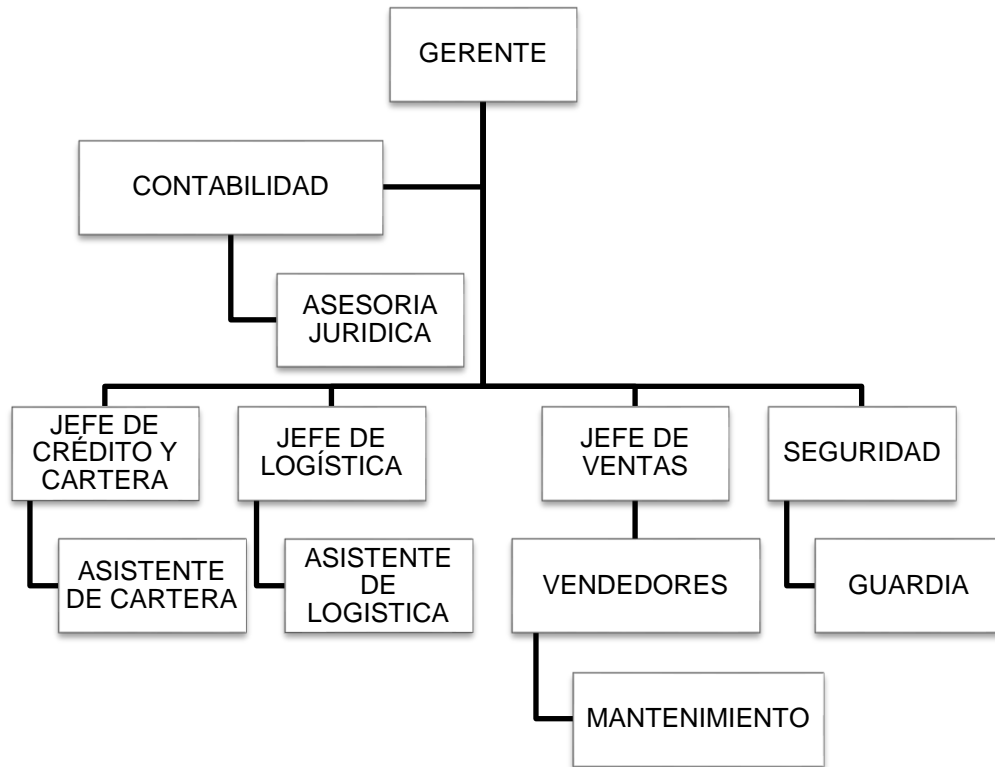 GERENTE
CONTABILIDAD
ASESORIA
JURIDICA
JEFE DE
CRÉDITO Y
CARTERA
JEFE DE
LOGÍSTICA
JEFE DE
VENTAS
SEGURIDAD
ASISTENTE
DE CARTERA
ASISTENTE
DE
LOGISTICA
VENDEDORES
GUARDIA
MANTENIMIENTO